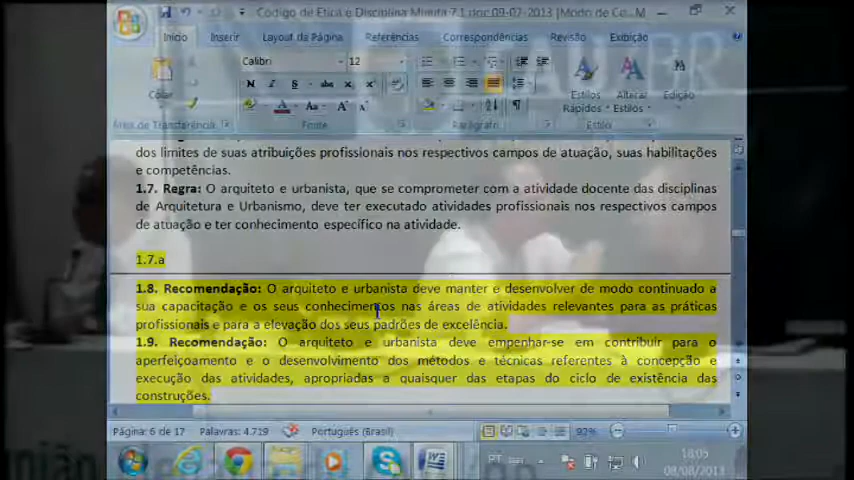 Código de Ética e Disciplina Minuta 7.1 doc 09-07-2013 [Modo de Co... M
Início Inserir Layout da Página Referências Correspondências Revisão Exibição
Calibri 12
Colar
Estilos Rápidos
Alterar Estilos
Edição
Área de Transferência Fonte Parágrafo Estilo
dos limites de suas atribuições profissionais nos respectivos campos de atuação, suas habilitações
e competências.
1.7. Regra: O arquiteto e urbanista, que se comprometer com a atividade docente das disciplinas
de Arquitetura e Urbanismo, deve ter executado atividades profissionais nos respectivos campos
de atuação e ter conhecimento específico na atividade.
1.7.a
1.8. Recomendação: O arquiteto e urbanista deve manter e desenvolver de modo continuado a
sua capacitação e os seus conhecimentos nas áreas de atividades relevantes para as práticas
profissionais e para a elevação dos seus padrões de excelência.
1.9. Recomendação: O arquiteto e urbanista deve empenhar-se em contribuir para o
aperfeiçoamento e o desenvolvimento dos métodos e técnicas referentes à concepção e
execução das atividades, apropriadas a quaisquer das etapas do ciclo de existência das
construções.
Página: 6 de 17 Palavras: 4.719 Português (Brasil) 92%
PT 18:05
08/08/2013